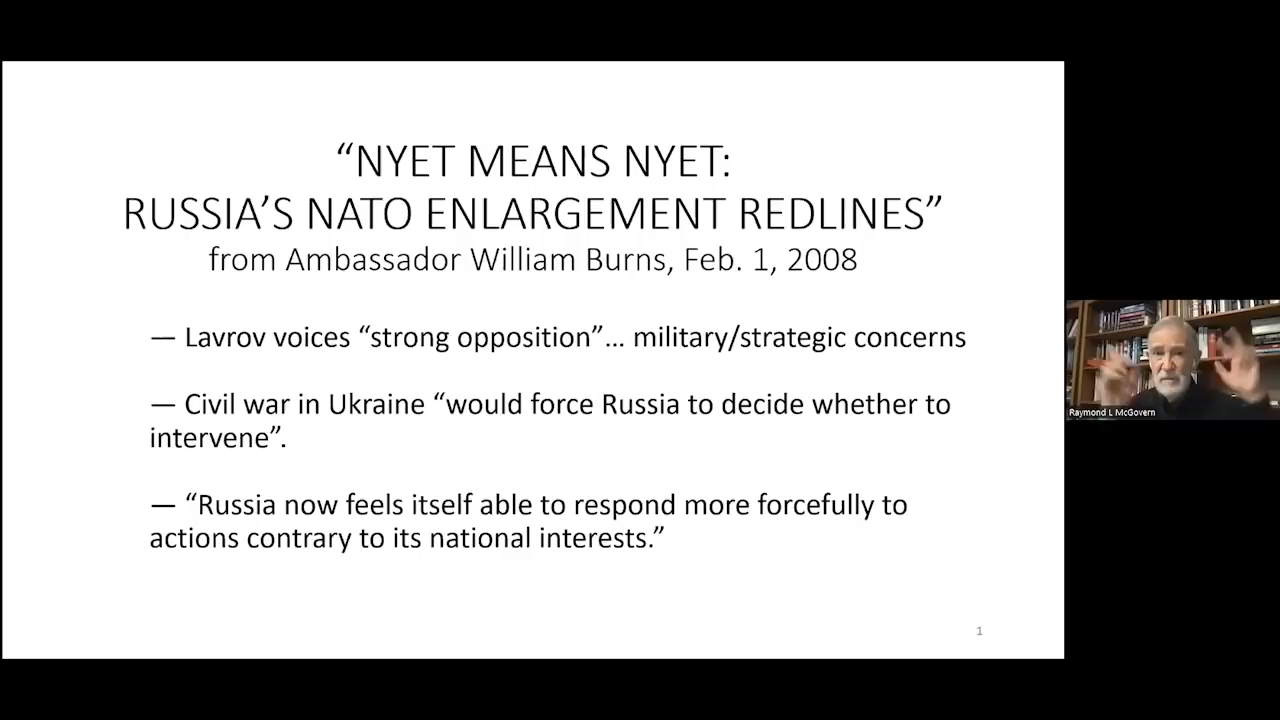 “NYET MEANS NYET:
RUSSIA’S NATO ENLARGEMENT REDLINES”
from Ambassador William Burns, Feb. 1, 2008
— Lavrov voices “strong opposition”... military/strategic concerns
— Civil war in Ukraine “would force Russia to decide whether to
intervene”.
— “Russia now feels itself able to respond more forcefully to
actions contrary to its national interests.”
1
Raymond L McGovern